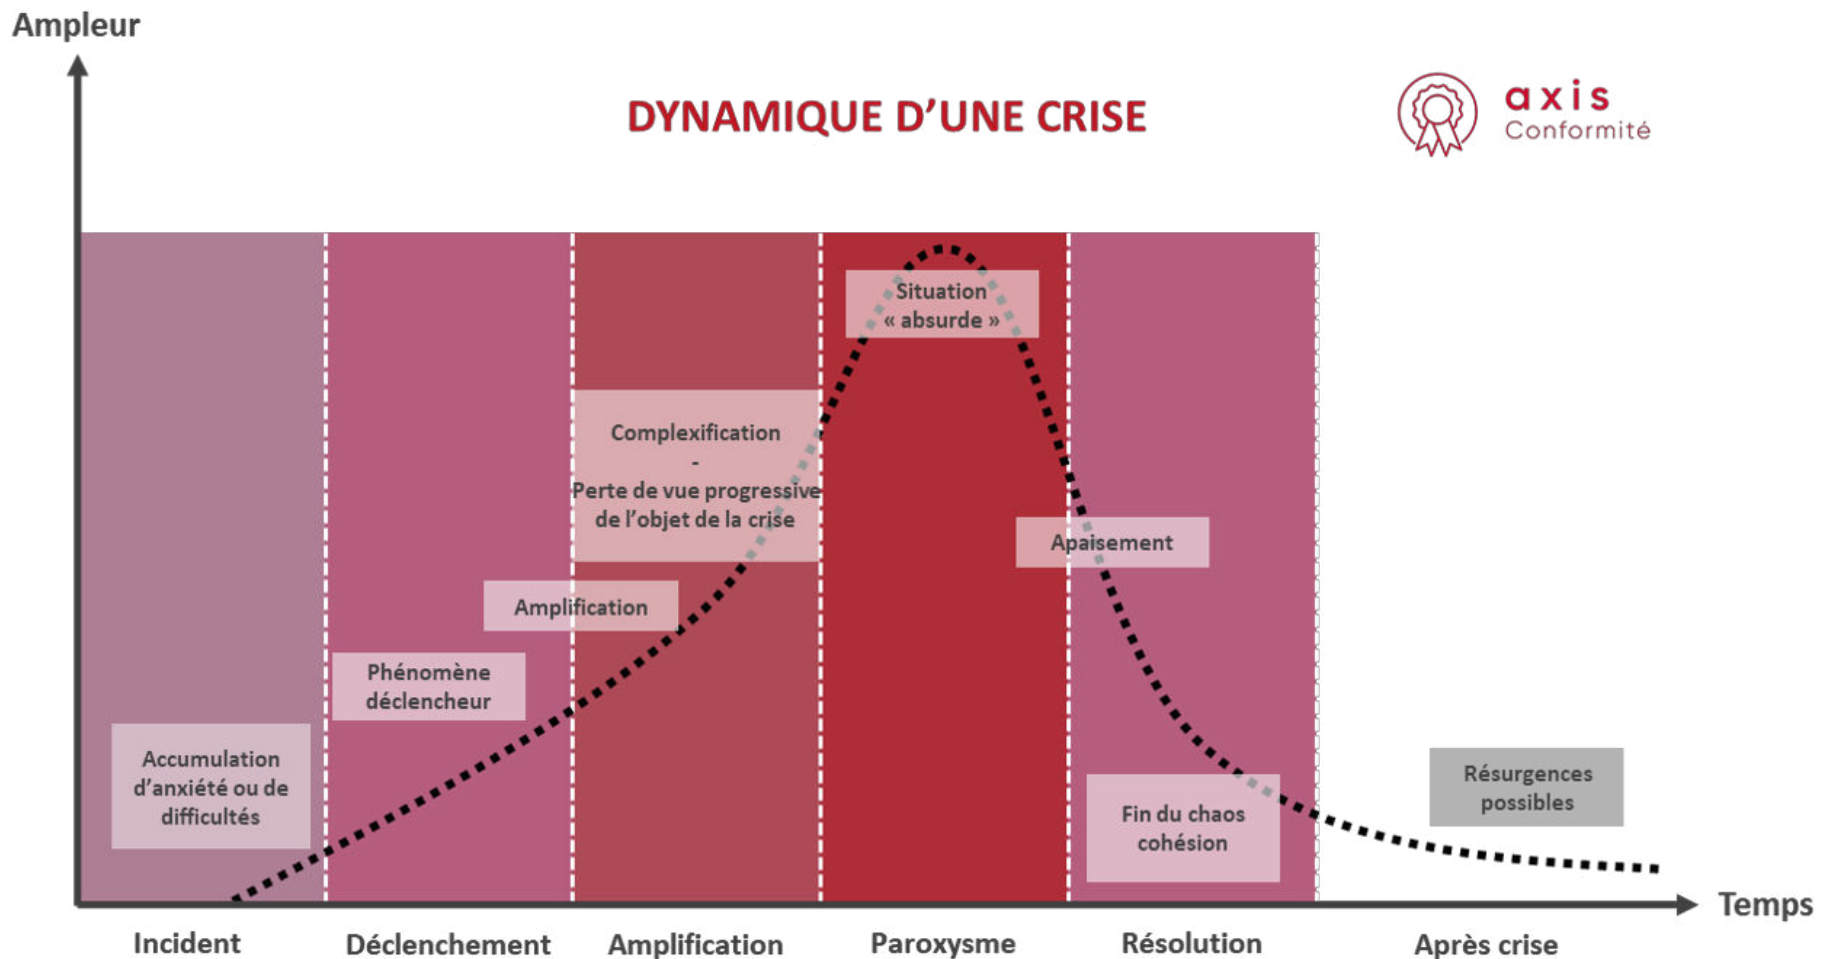 Ampleur
DYNAMIQUE D’UNE CRISE
axis
Conformité
Situation
« absurde »
Complexification
-
Perte de vue progressive
de l’objet de la crise
Apaisement
Amplification
Phénomène
déclencheur
Accumulation
d’anxiété ou de
difficultés
Fin du chaos
cohésion
Résurgences
possibles
Temps
Incident
Déclenchement
Amplification
Paroxysme
Résolution
Après crise